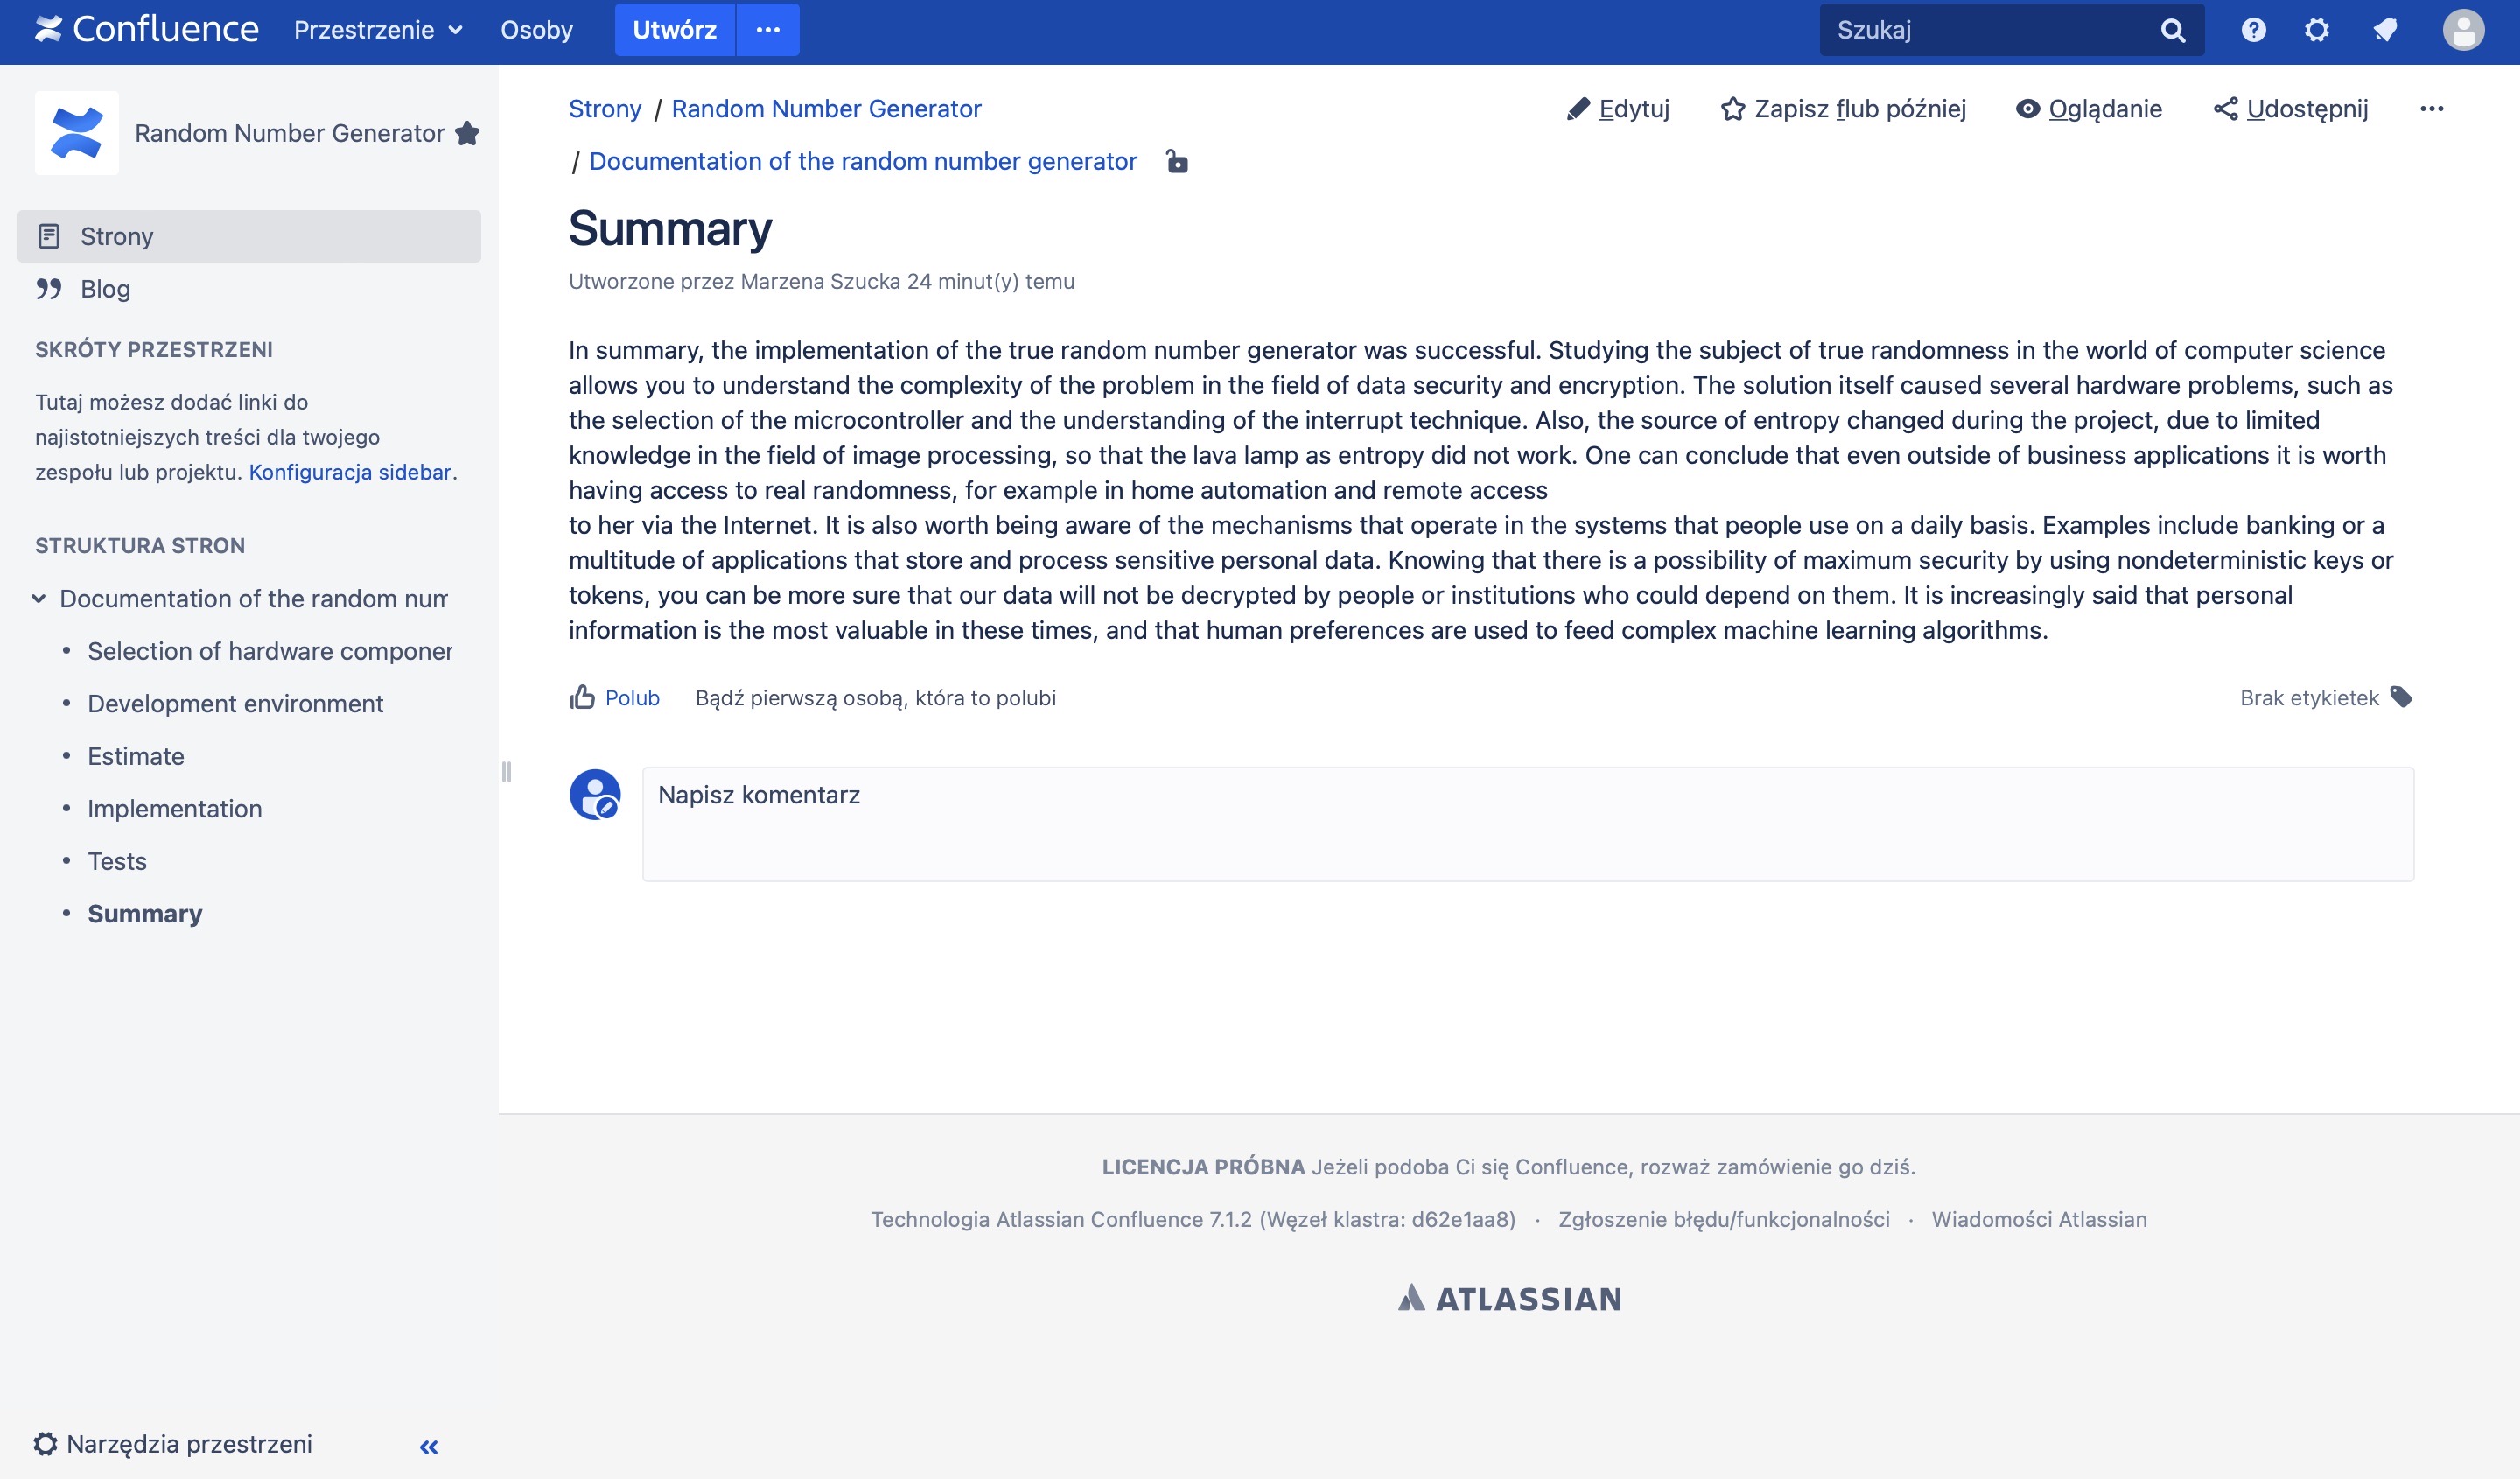 Confluence Przestrzenie Osoby Utwórz ... Szukaj
Random Number Generator
Strony
Blog
SKRÓTY PRZESTRZENI
Tutaj możesz dodać linki do
najistotniejszych treści dla twojego
zespołu lub projektu. Konfiguracja sidebar.
STRUKTURA STRON
Documentation of the random num
• Selection of hardware componer
• Development environment
• Estimate
• Implementation
• Tests
• Summary
Narzędzia przestrzeni «
Strony / Random Number Generator
/ Documentation of the random number generator
Edytuj Zapisz flub później Oglądanie Udostępnij ...
Summary
Utworzone przez Marzena Szucka 24 minut(y) temu
In summary, the implementation of the true random number generator was successful. Studying the subject of true randomness in the world of computer science
allows you to understand the complexity of the problem in the field of data security and encryption. The solution itself caused several hardware problems, such as
the selection of the microcontroller and the understanding of the interrupt technique. Also, the source of entropy changed during the project, due to limited
knowledge in the field of image processing, so that the lava lamp as entropy did not work. One can conclude that even outside of business applications it is worth
having access to real randomness, for example in home automation and remote access
to her via the Internet. It is also worth being aware of the mechanisms that operate in the systems that people use on a daily basis. Examples include banking or a
multitude of applications that store and process sensitive personal data. Knowing that there is a possibility of maximum security by using nondeterministic keys or
tokens, you can be more sure that our data will not be decrypted by people or institutions who could depend on them. It is increasingly said that personal
information is the most valuable in these times, and that human preferences are used to feed complex machine learning algorithms.
Polub Bądź pierwszą osobą, która to polubi Brak etykietek
Napisz komentarz
LICENCJA PRÓBNA Jeżeli podoba Ci się Confluence, rozważ zamówienie go dziś.
Technologia Atlassian Confluence 7.1.2 (Węzeł klastra: d62e1aa8) · Zgłoszenie błędu/funkcjonalności · Wiadomości Atlassian
ATLASSIAN